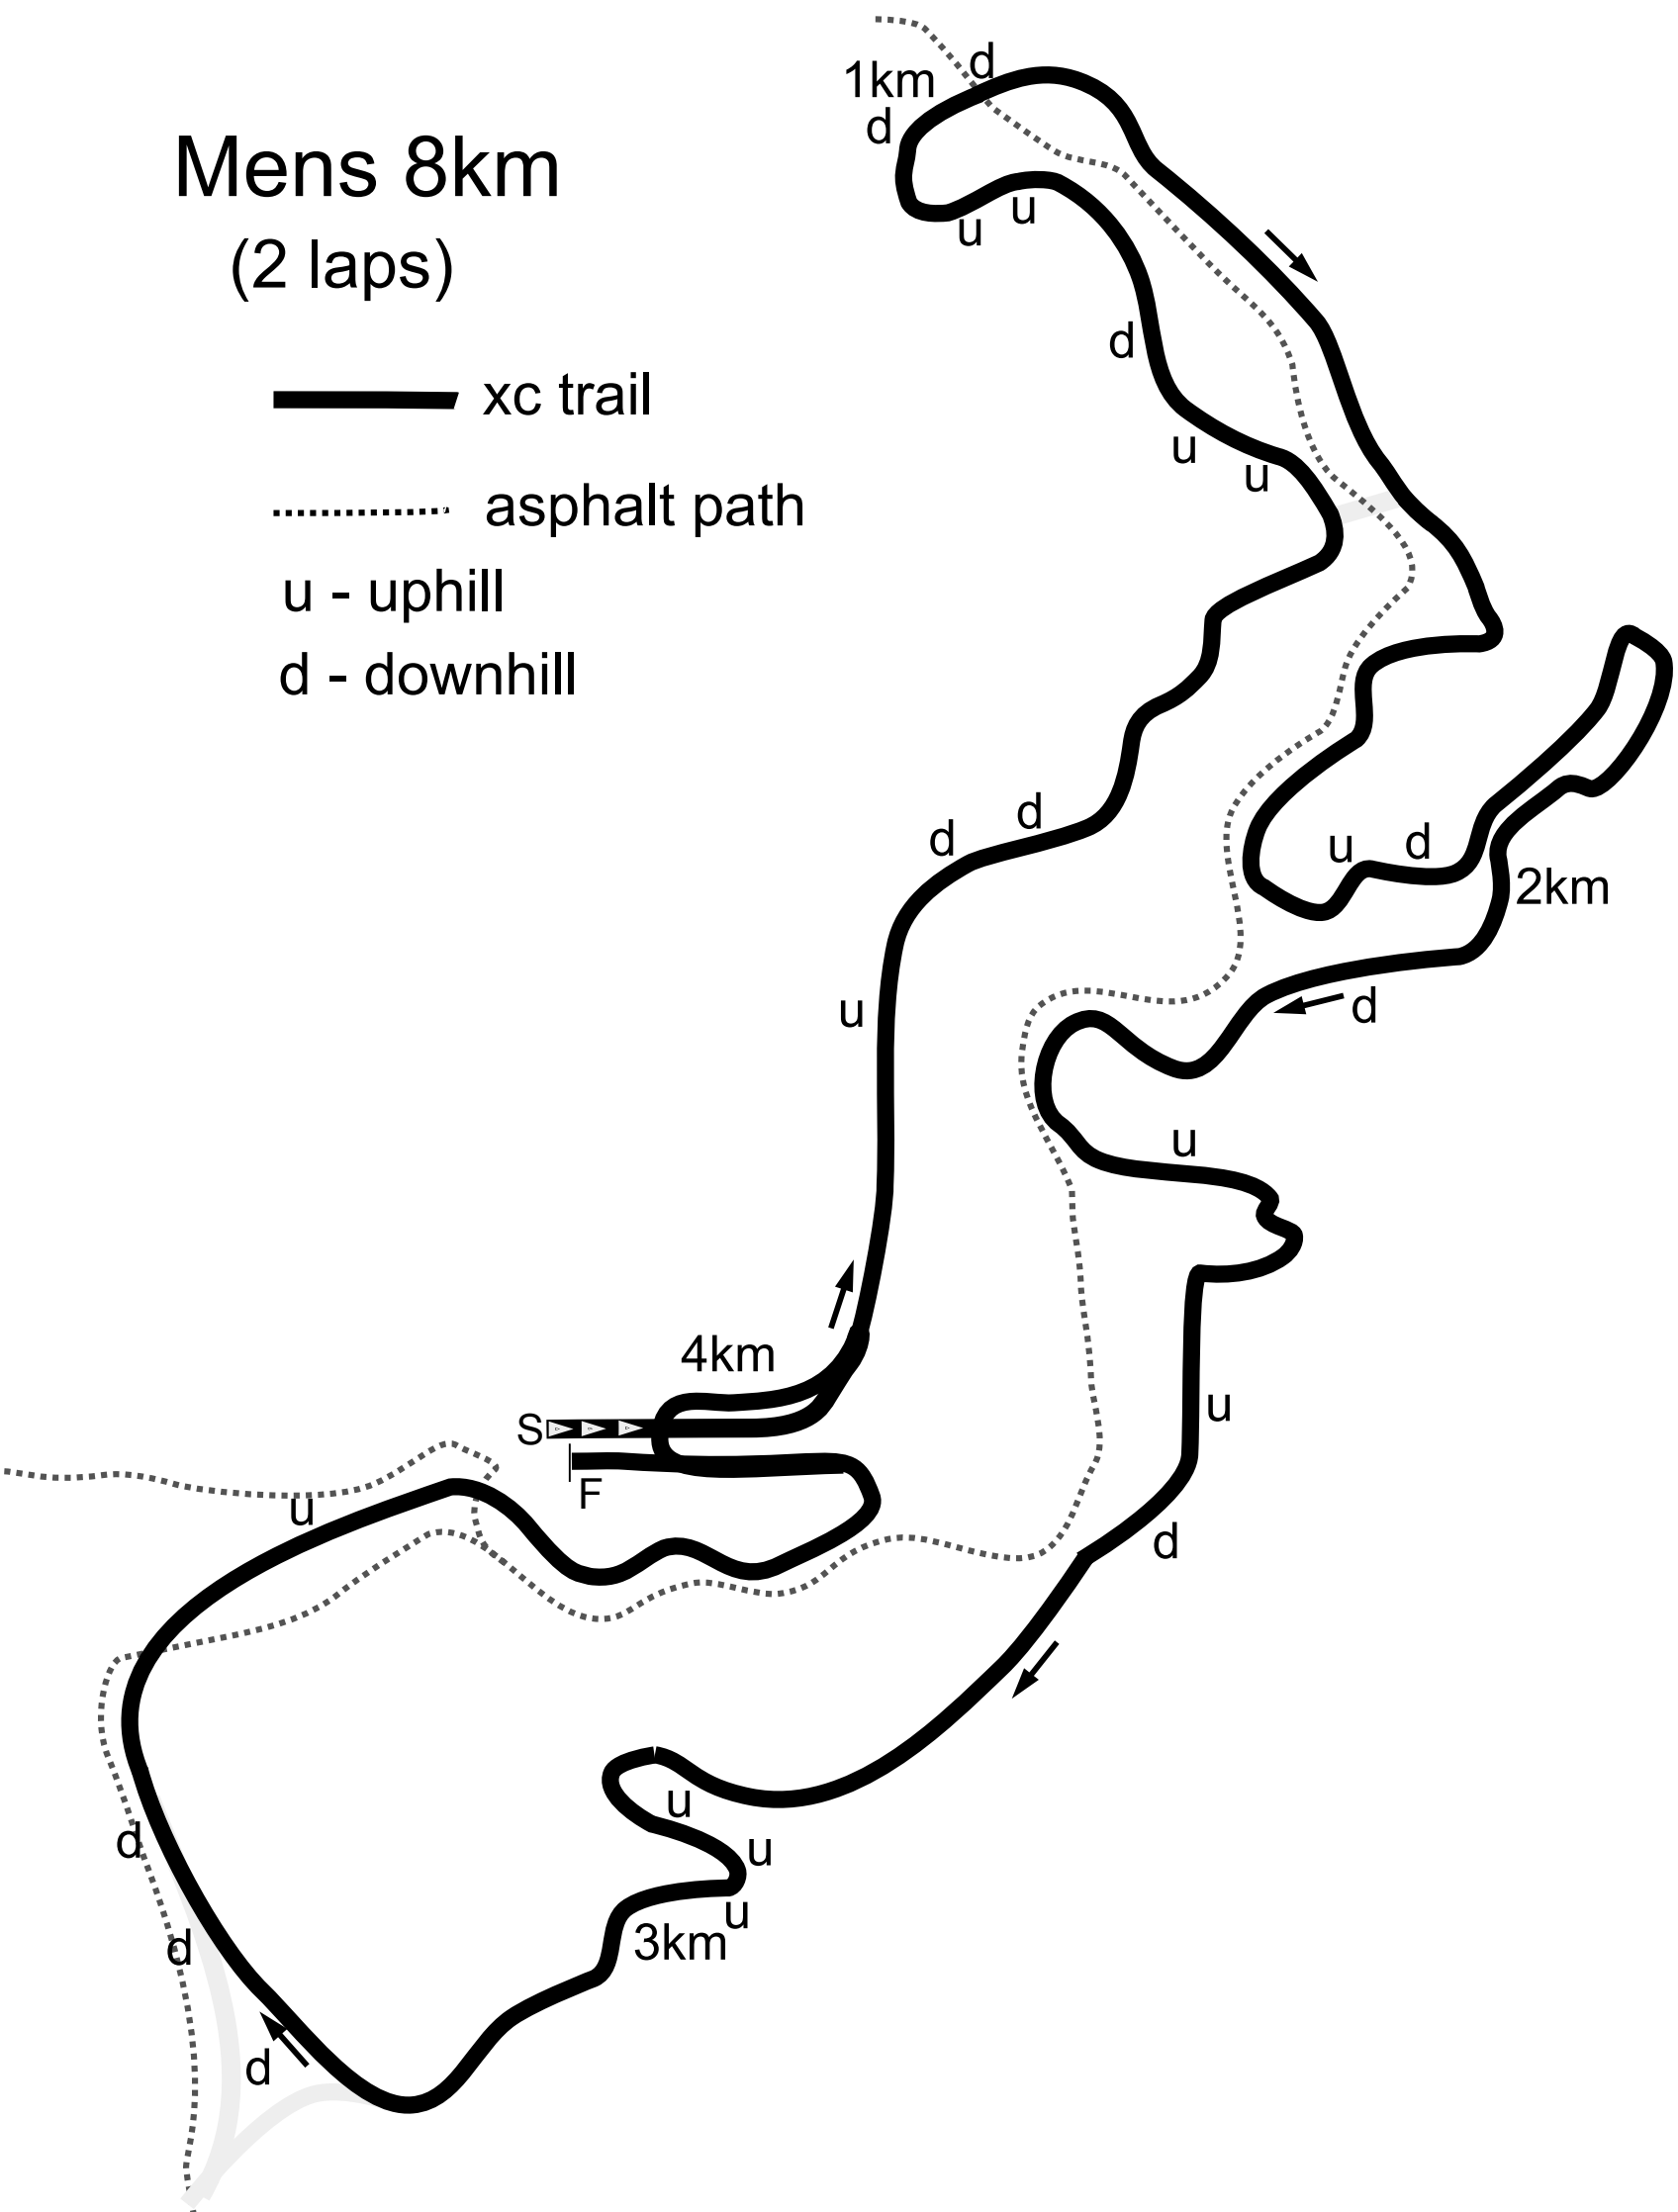 Mens 8km
(2 laps)
xc trail
asphalt path
u - uphill
d - downhill
d
1km
d
u
u
d
u
u
d
d
u
d
2km
u
d
u
u
4km
S
F
u
u
d
u
u
u
3km
d
d
d